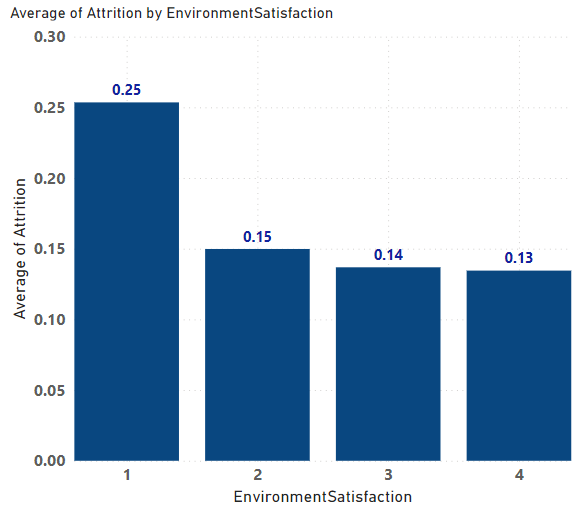 Average of Attrition by EnvironmentSatisfaction
0.30
0.25
0.20
0.15
0.10
0.05
0.00
Average of Attrition
0.25
0.15
0.14
0.13
1 2 3 4
EnvironmentSatisfaction